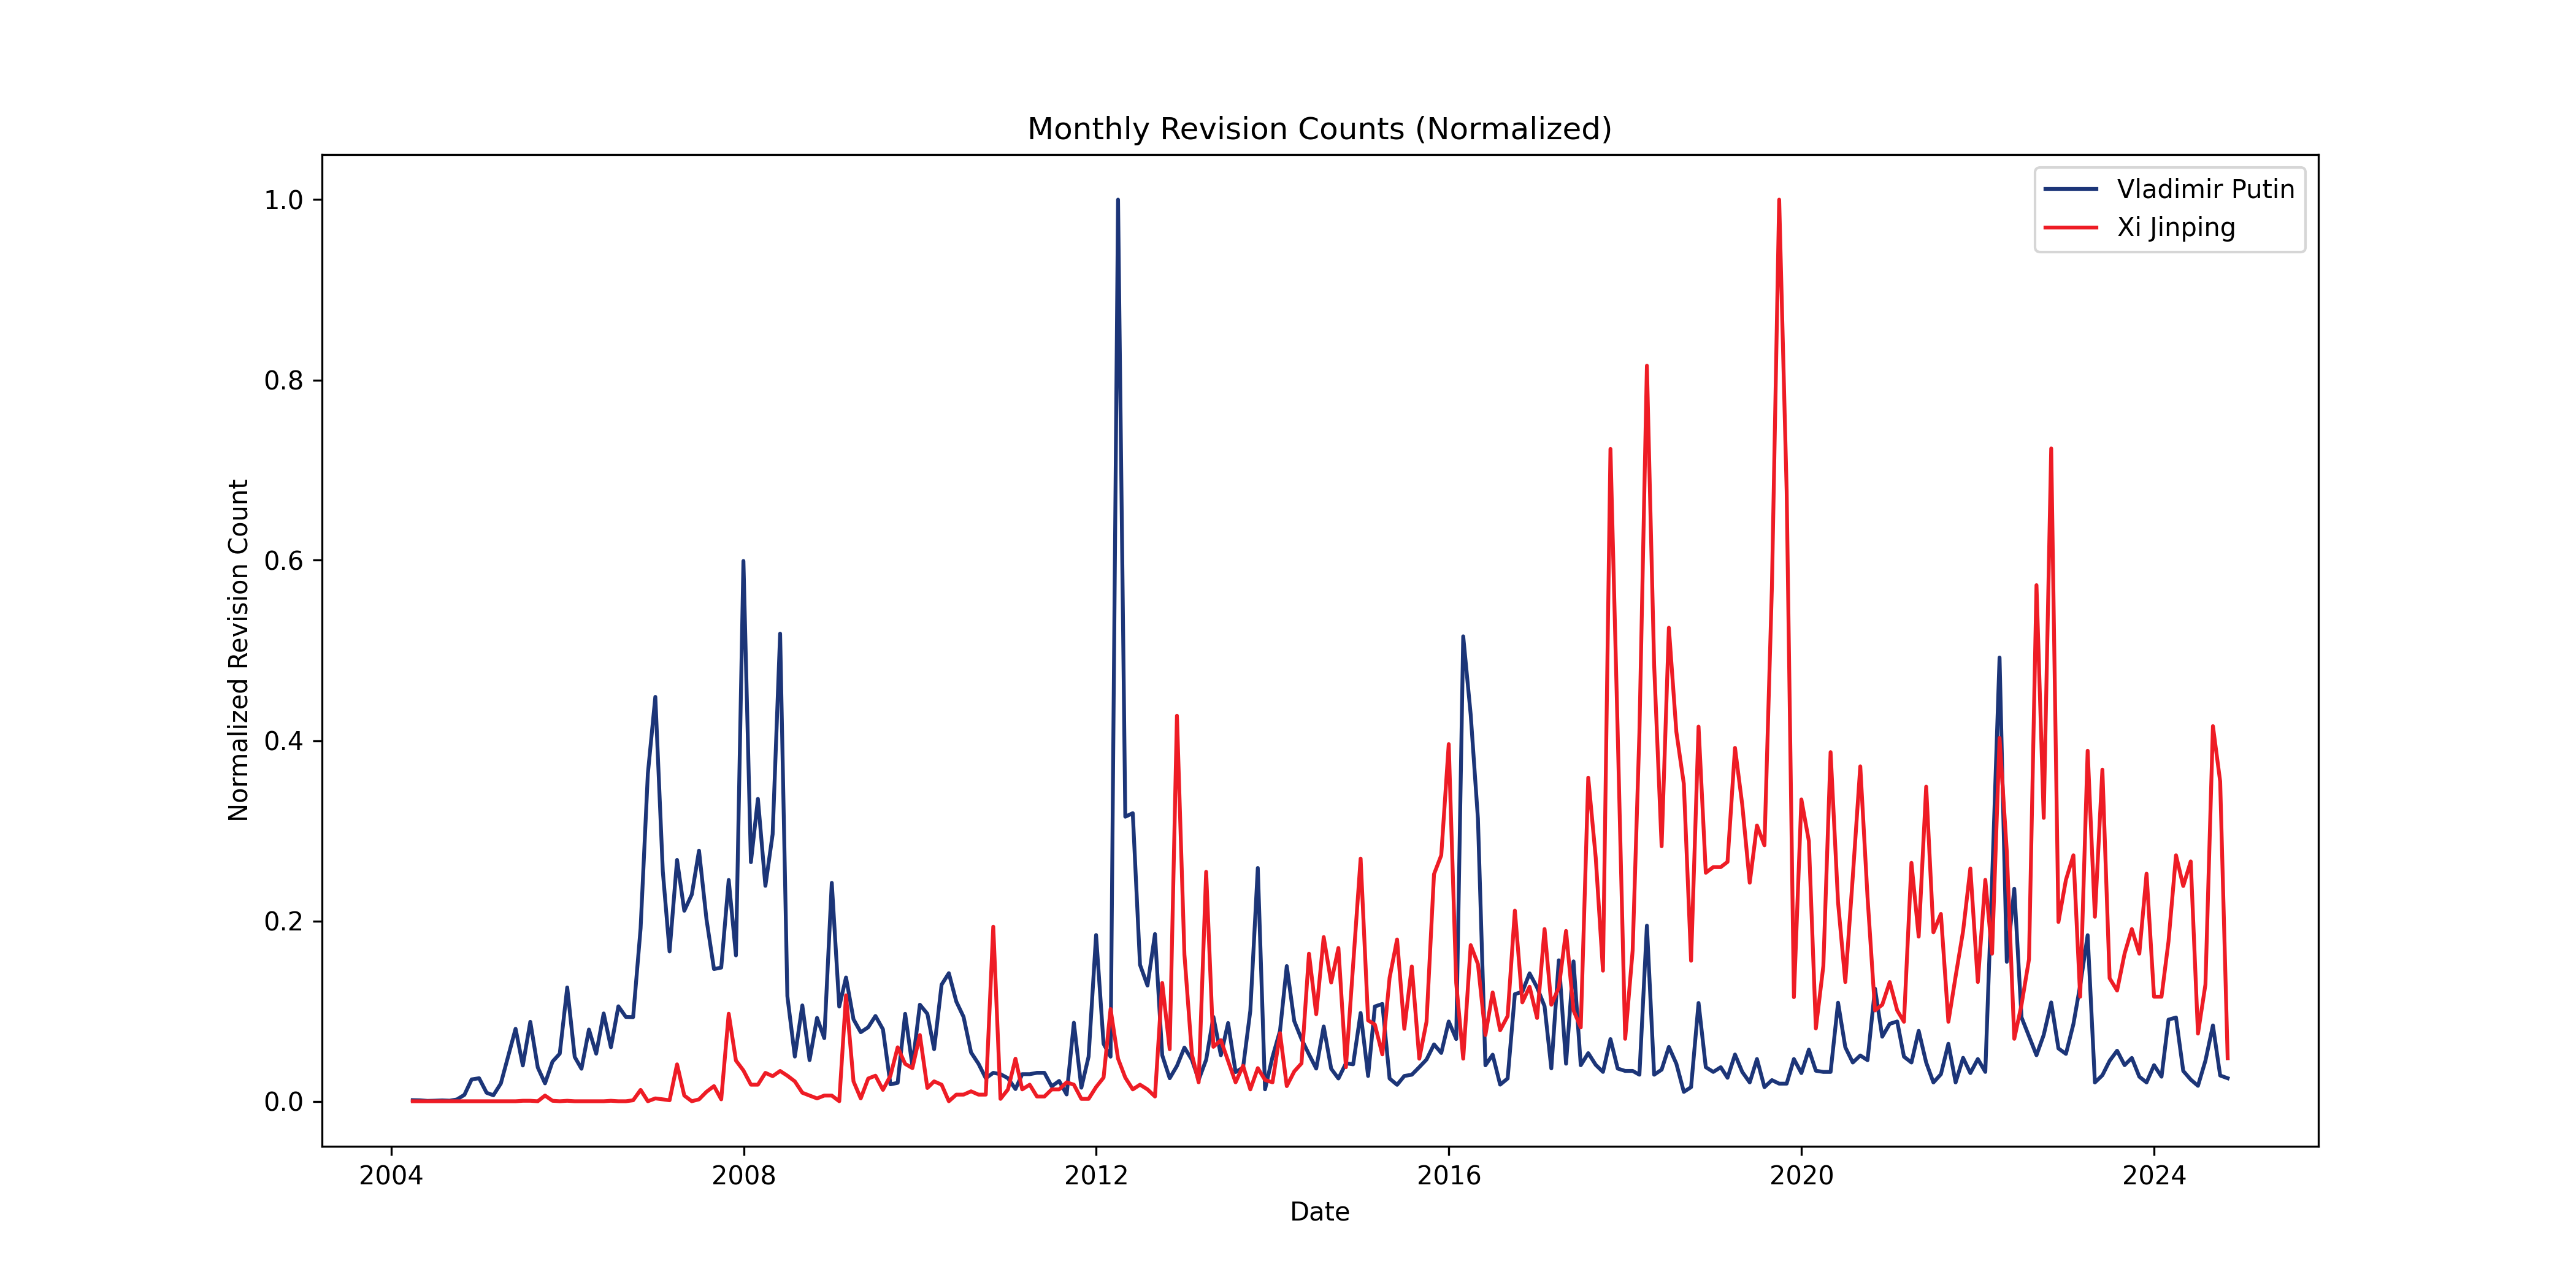 Monthly Revision Counts (Normalized)
Vladimir Putin
Xi Jinping
Normalized Revision Count
1.0
0.8
0.6
0.4
0.2
0.0
2004 2008 2012 2016 2020 2024
Date